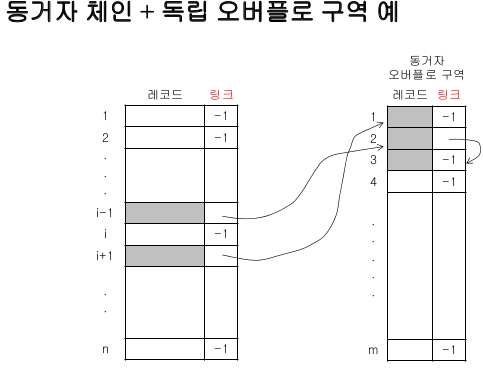 동거자 체인 + 독립 오버플로 구역 예
동거자
오버플로 구역
레코드 링크
레코드 링크
1 -1
2 -1
.
.
.
i-1
i -1
i+1
.
.
n -1
1 -1
2
3 -1
4 -1
.
.
.
.
.
m -1